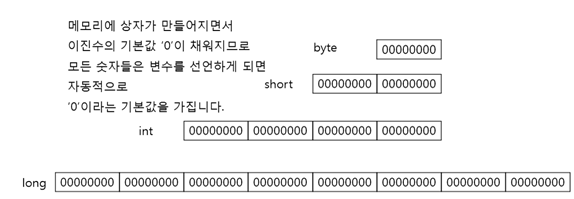 메모리에 상자가 만들어지면서
이진수의 기본값 '0'이 채워지므로
모든 숫자들은 변수를 선언하게 되면
자동적으로
'0'이라는 기본값을 가집니다.
byte 00000000
short 00000000 00000000
int 00000000 00000000 00000000 00000000
long 00000000 00000000 00000000 00000000 00000000 00000000 00000000 00000000